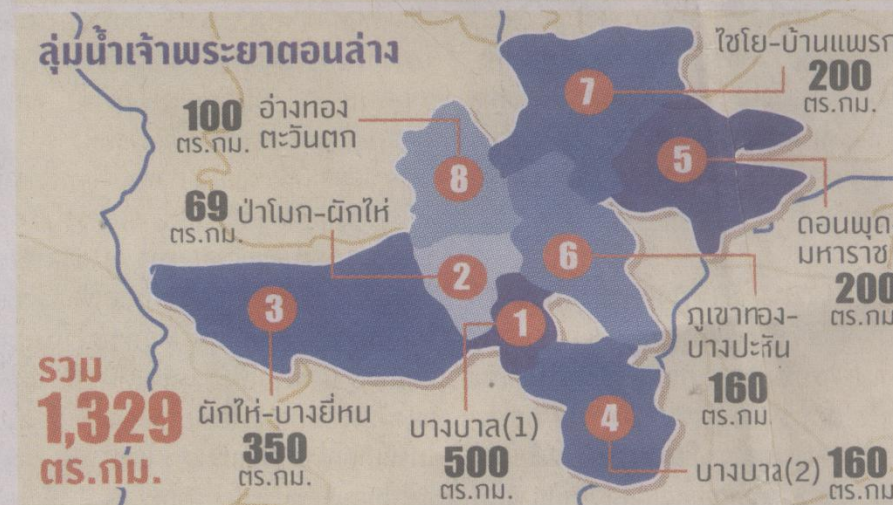 ลุ่มน้ำเจ้าพระยาตอนล่าง
ไชโย-บ้านแพรก
200
ตร.กม.
7
100 อ่างทอง
ตร.กม. ตะวันตก
8
5
69 ป่าโมก-ผักไห่
ตร.กม.
ดอนพุด
มหาราช
200
ตร.กม
6
2
3
1
ภูเขาทอง-
บางปะหัน
160
ตร.กม.
รวม
1,329
ตร.กม.
ผักไห่-บางยี่หน
350
ตร.กม.
บางบาล(1)
500
ตร.กม.
4
บางบาล(2) 160
ตร.กม.